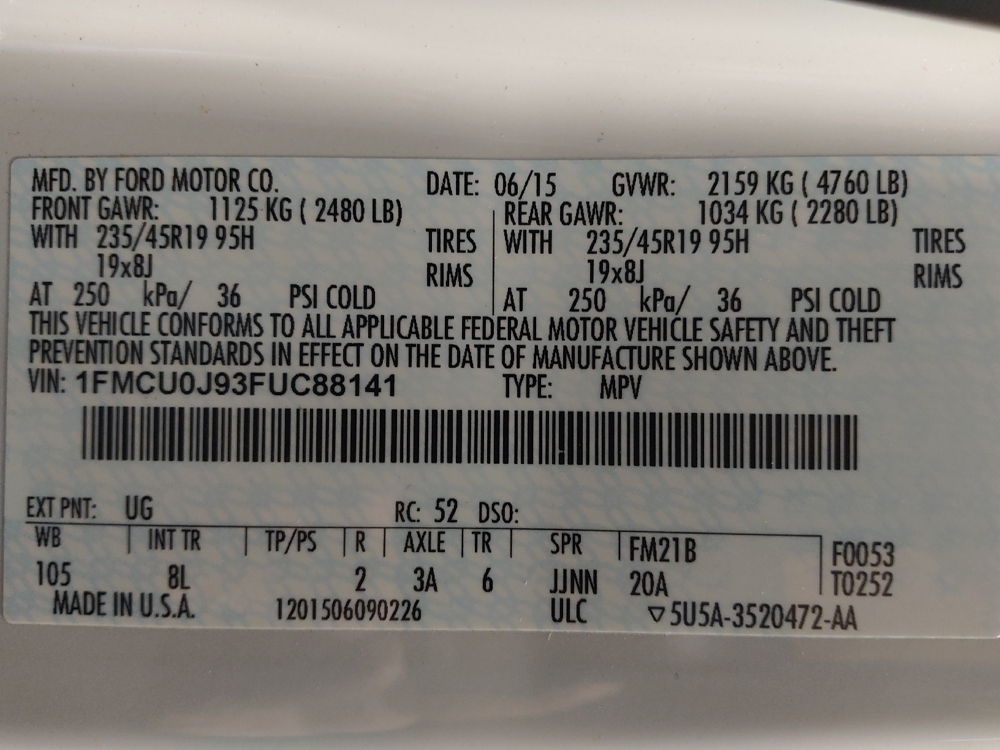 MFD. BY FORD MOTOR CO. DATE: 06/15 GVWR: 2159 KG ( 4760 LB)
FRONT GAWR: 1125 KG ( 2480 LB) REAR GAWR: 1034 KG ( 2280 LB)
WITH 235/45R19 95H TIRES WITH 235/45R19 95H TIRES
19x8J RIMS 19x8J RIMS
AT 250 kPa/ 36 PSI COLD AT 250 kPa/ 36 PSI COLD
THIS VEHICLE CONFORMS TO ALL APPLICABLE FEDERAL MOTOR VEHICLE SAFETY AND THEFT
PREVENTION STANDARDS IN EFFECT ON THE DATE OF MANUFACTURE SHOWN ABOVE.
VIN: 1FMCU0J93FUC88141 TYPE: MPV
EXT PNT: UG RC: 52 DSO:
WB INT TR TP/PS R AXLE TR SPR FM21B F0053
105 8L 2 3A 6 JJNN 20A T0252
MADE IN U.S.A. 1201506090226 ULC ▽5U5A-3520472-AA